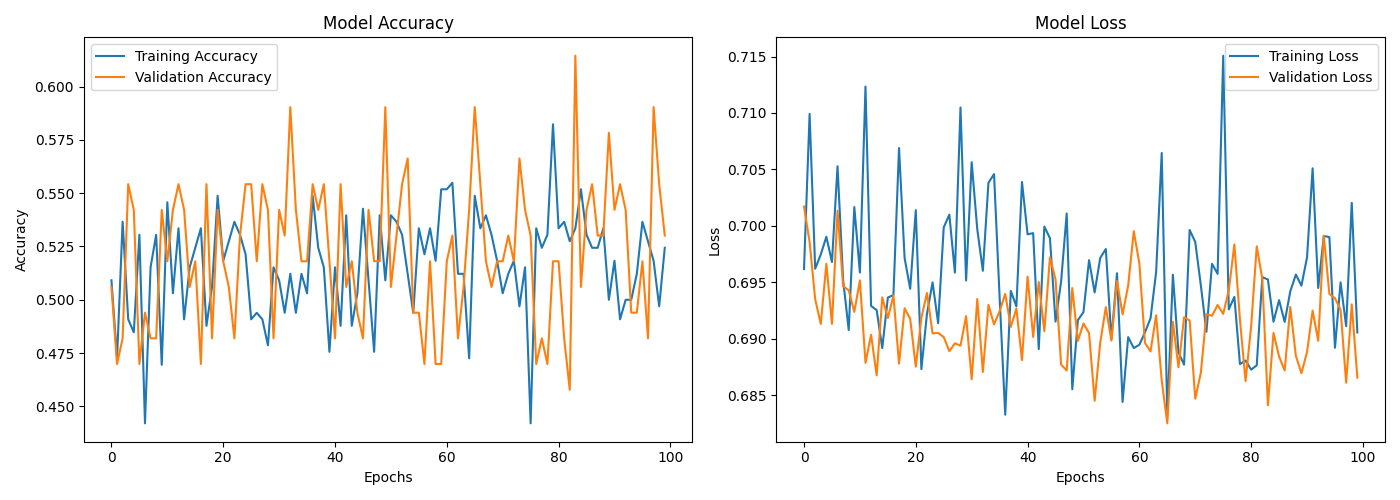 Model Accuracy
Training Accuracy
Validation Accuracy
Accuracy
0.600
0.575
0.550
0.525
0.500
0.475
0.450
0 20 40 60 80 100
Epochs
Model Loss
Training Loss
Validation Loss
Loss
0.715
0.710
0.705
0.700
0.695
0.690
0.685
0 20 40 60 80 100
Epochs